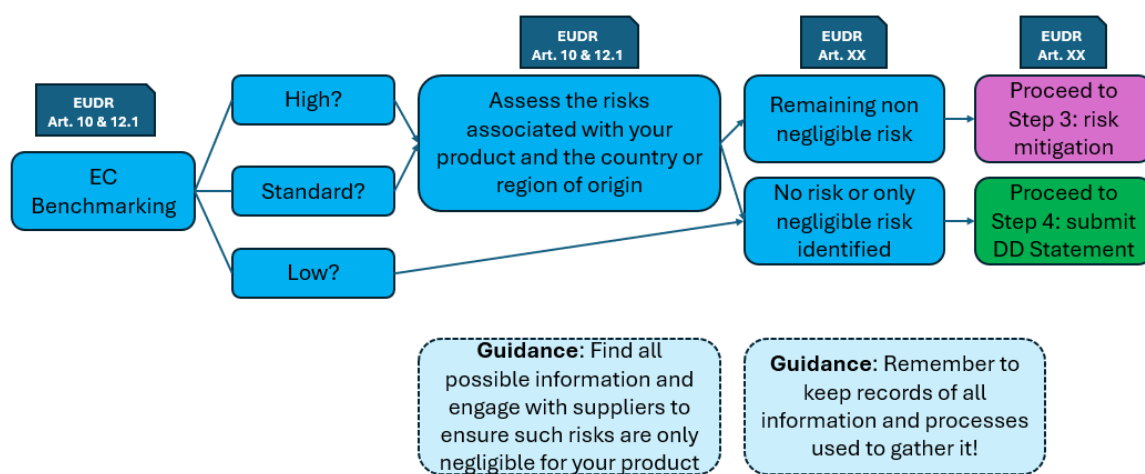 EUDR
Art. 10 & 12.1
EC
Benchmarking
High?
Standard?
Low?
EUDR
Art. 10 & 12.1
Assess the risks
associated with your
product and the country or
region of origin
EUDR
Art. XX
Remaining non
negligible risk
No risk or only
negligible risk
identified
EUDR
Art. XX
Proceed to
Step 3: risk
mitigation
Proceed to
Step 4: submit
DD Statement
Guidance: Find all
possible information and
engage with suppliers to
ensure such risks are only
negligible for your product
Guidance: Remember to
keep records of all
information and processes
used to gather it!